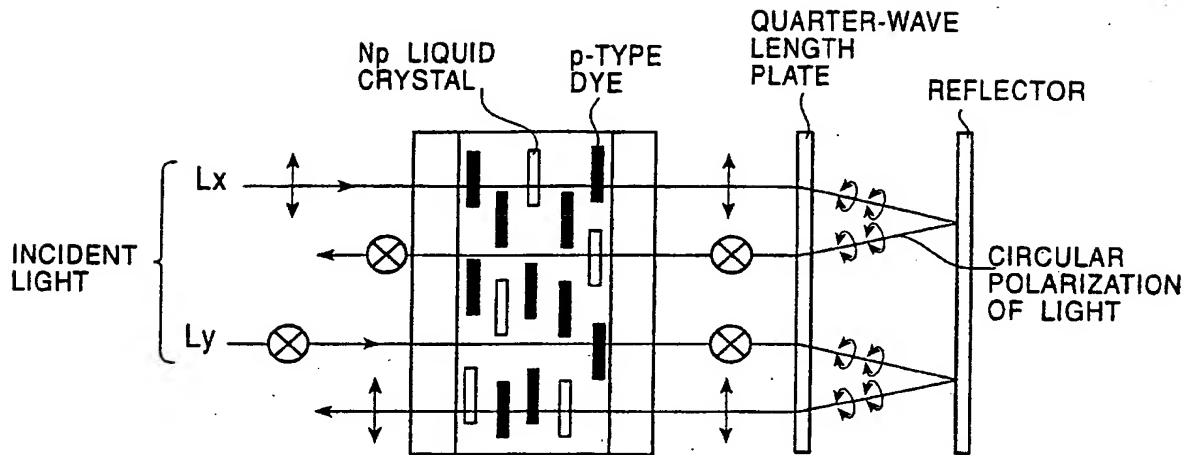 QUARTER-WAVE
LENGTH
PLATE
Np LIQUID
CRYSTAL
p-TYPE
DYE
REFLECTOR
Lx
INCIDENT
LIGHT
CIRCULAR
POLARIZATION
OF LIGHT
Ly